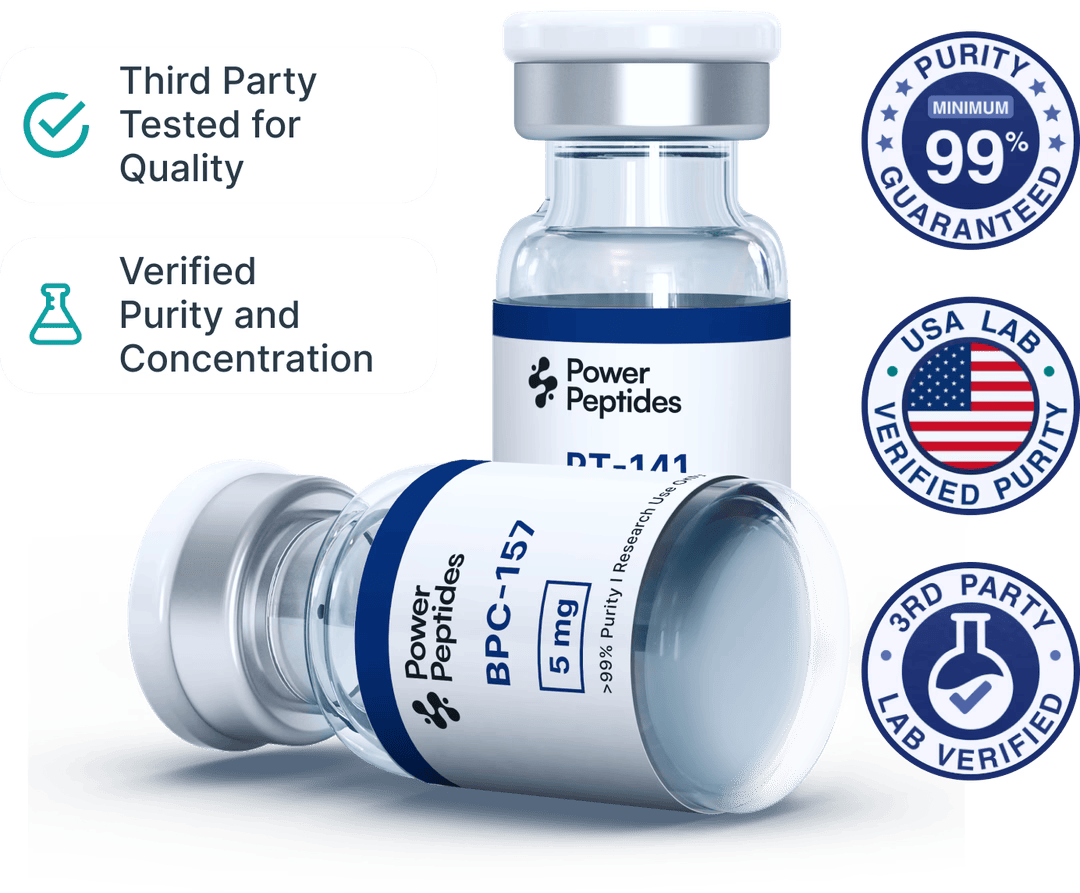 Third Party
Tested for
Quality
Verified
Purity and
Concentration
Power
Peptides
PT-141
Power
Peptides
BPC-157
5 mg
>99% Purity | Research Use Only
PURITY
MINIMUM
99%
GUARANTEED
USA LAB
VERIFIED PURITY
3RD PARTY
LAB VERIFIED